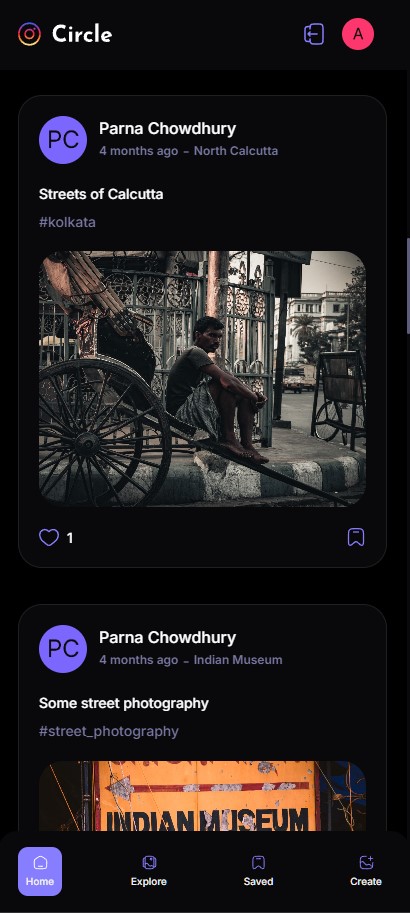 Circle
A
PC
Parna Chowdhury
4 months ago - North Calcutta
Streets of Calcutta
#kolkata
1
PC
Parna Chowdhury
4 months ago - Indian Museum
Some street photography
#street_photography
INDIAN MUSEUM
Home
Explore
Saved
Create